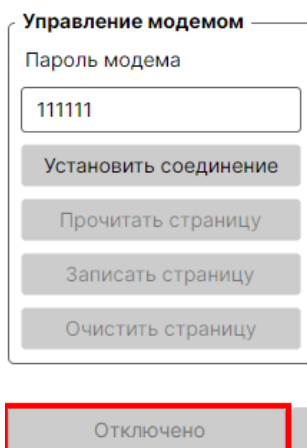 Управление модемом
Пароль модема
111111
Установить соединение
Прочитать страницу
Записать страницу
Очистить страницу
Отключено